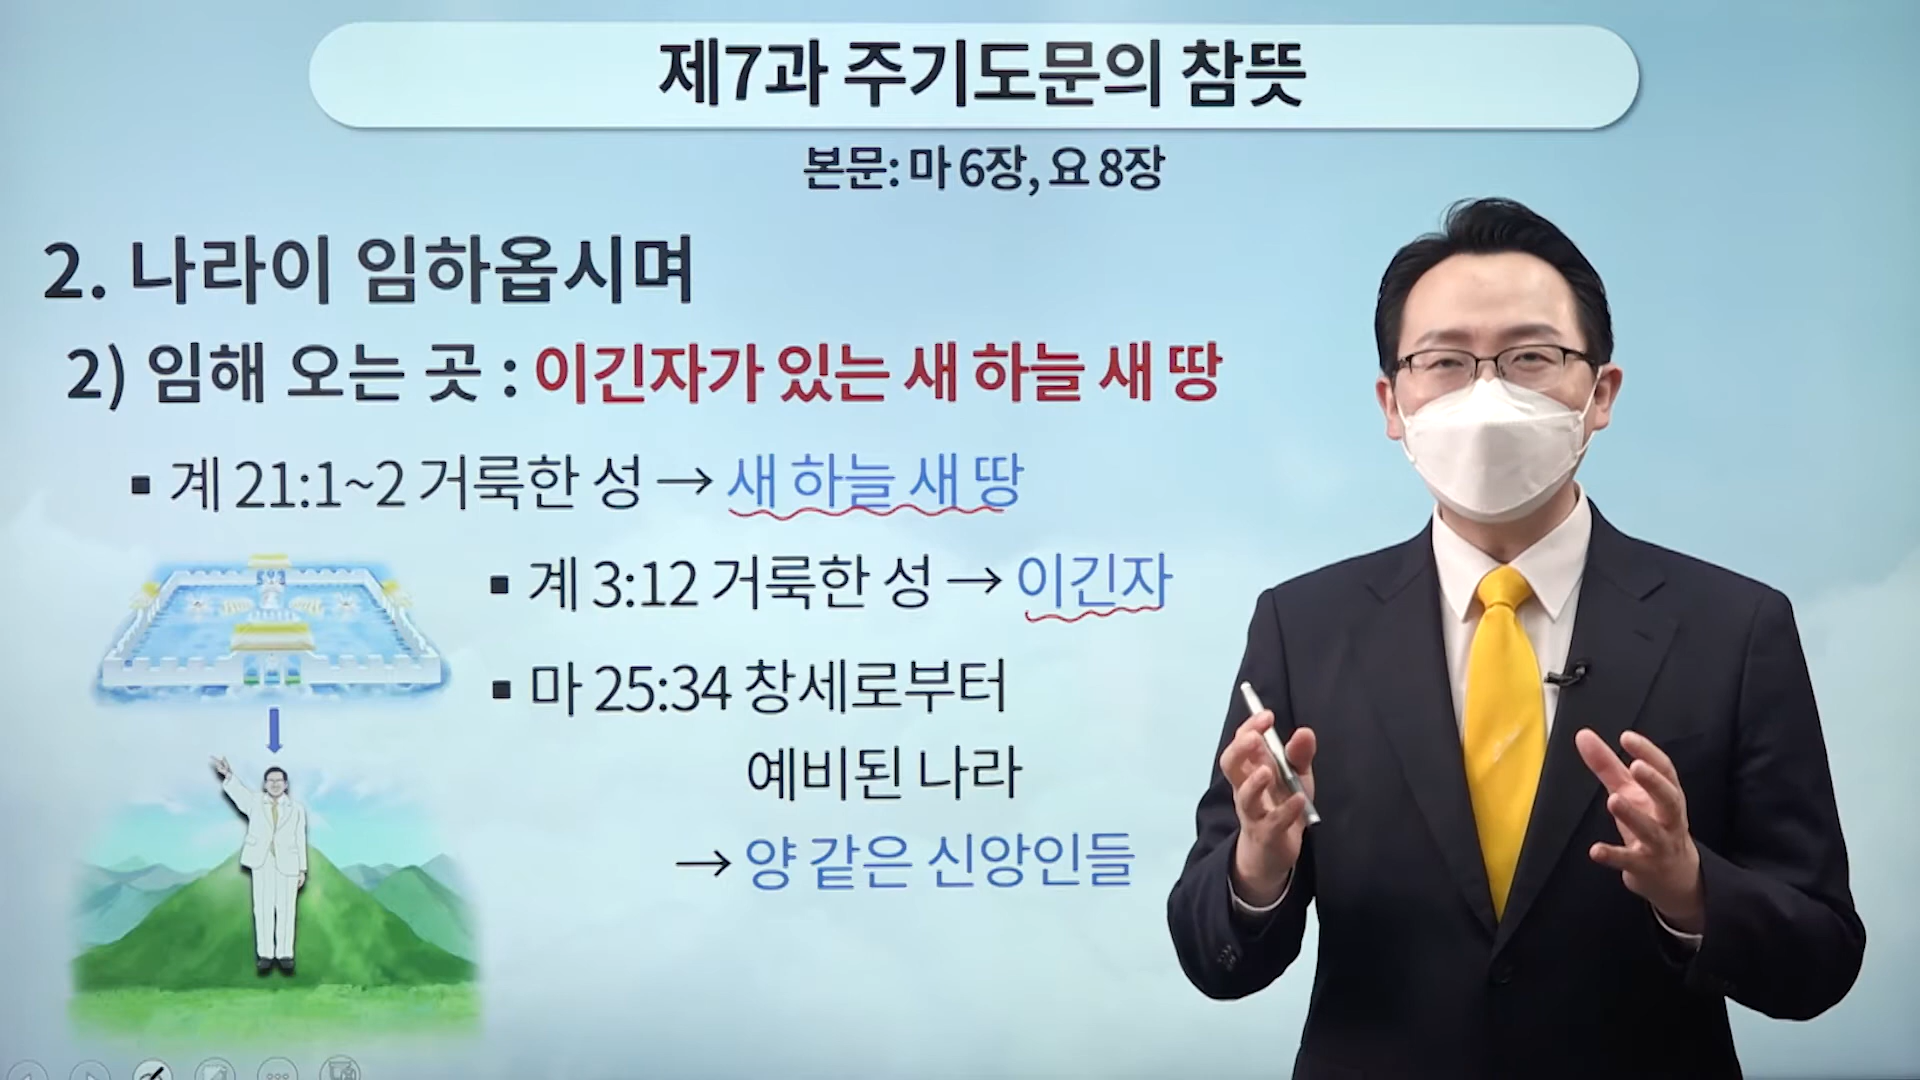 제7과 주기도문의 참뜻
본문: 마 6장, 요 8장
2. 나라이 임하옵시며
2) 임해 오는 곳 : 이긴자가 있는 새 하늘 새 땅
▪ 계 21:1~2 거룩한 성 → 새 하늘 새 땅
▪ 계 3:12 거룩한 성 → 이긴자
▪ 마 25:34 창세로부터
예비된 나라
→ 양 같은 신앙인들